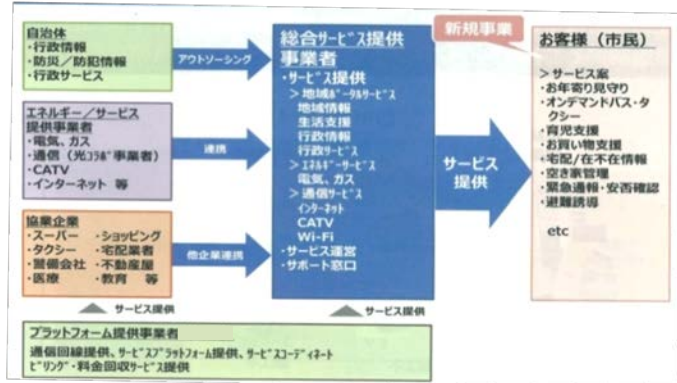 自治体
・行政情報
・防災/防犯情報
・行政サービス
アウトソーシング
エネルギー/サービス
提供事業者
・電気、ガス
・通信(光コラボ事業者)
・CATV
・インターネット 等
連携
協業企業
・スーパー ・ショッピング
・タクシー ・宅配業者
・警備会社 ・不動産屋
・医療 ・教育 等
他企業連携
総合サービス提供
事業者
・サービス提供
>地域ポータルサービス
地域情報
生活支援
行政情報
行政サービス
>エネルギーサービス
電気、ガス
>通信サービス
インターネット
CATV
Wi-Fi
・サービス運営
・サポート窓口
サービス
提供
新規事業
お客様(市民)
>サービス案
・お年寄り見守り
・オンデマンドバス・タ
クシー
・育児支援
・お買い物支援
・宅配/在不在情報
・空き家管理
・緊急通報・安否確認
・避難誘導
etc
サービス提供
サービス提供
プラットフォーム提供事業者
通信回線提供、サービスプラットフォーム提供、サービスコーディネート
ビリング・料金回収サービス提供